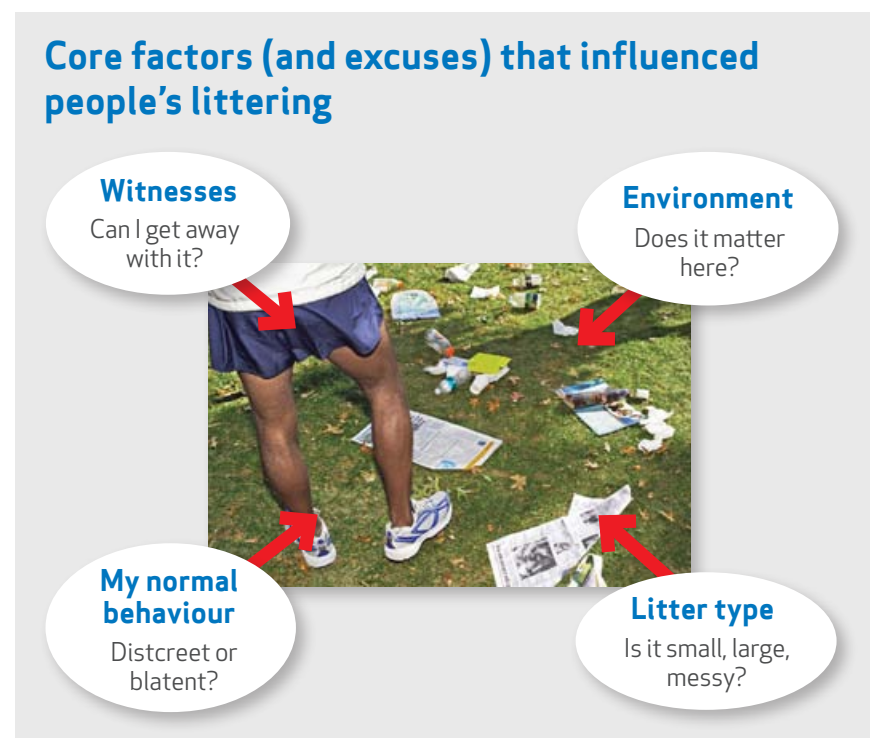 Core factors (and excuses) that influenced
people's littering
Witnesses
Can I get away
with it?
Environment
Does it matter
here?
My normal
behaviour
Distcreet or
blatent?
Litter type
Is it small, large,
messy?